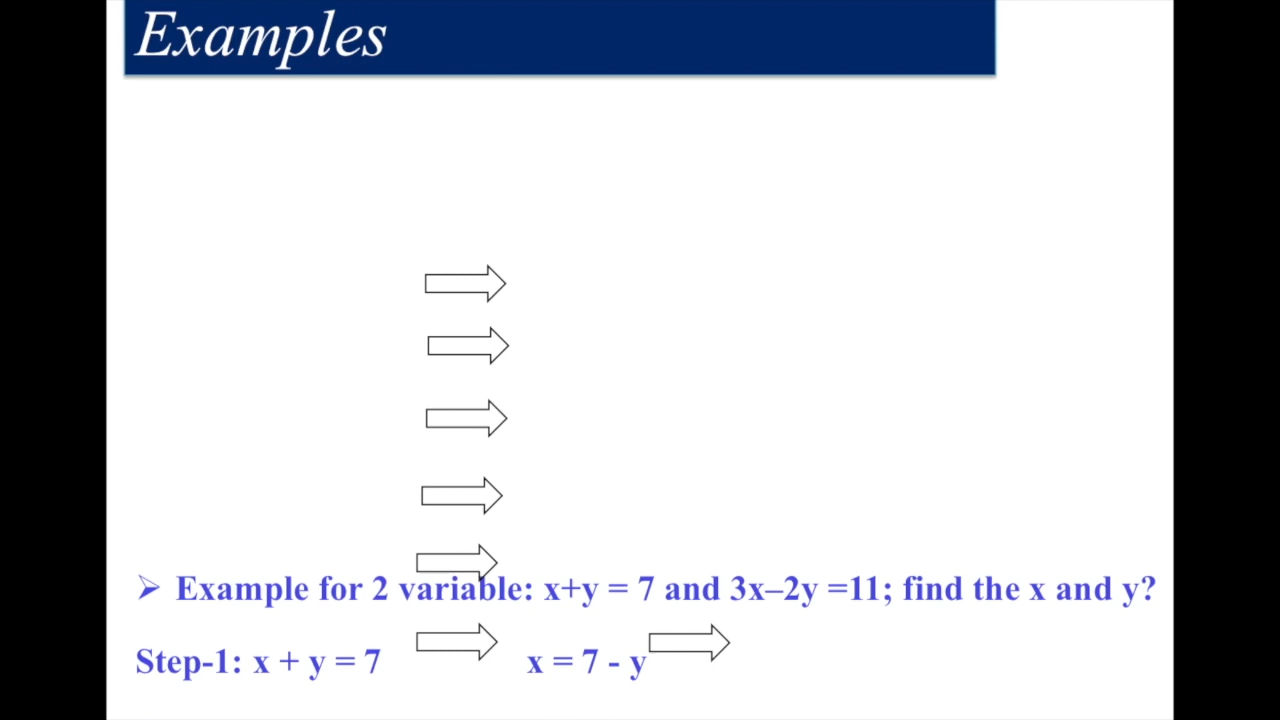 Examples
Example for 2 variable: x+y = 7 and 3x–2y =11; find the x and y?
Step-1: x + y = 7 x = 7 - y